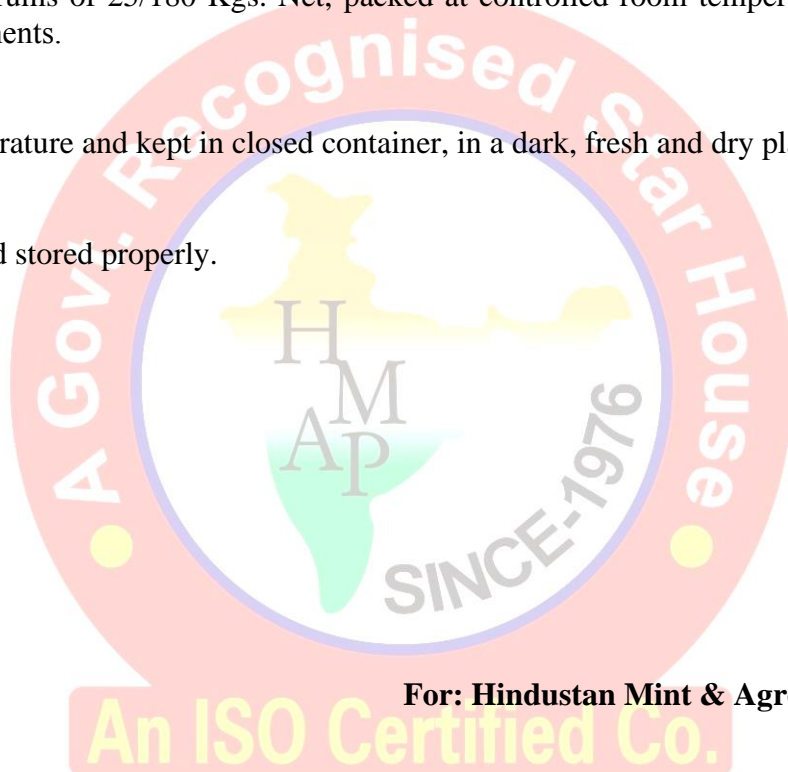 rums of 25/180 Kgs. Net, packed at controlled room temper
ments.
rature and kept in closed container, in a dark, fresh and dry pla
d stored properly.
A Govt. Recognised Star House
H
M
AP
SINCE-1976
For: Hindustan Mint & Agr
An ISO Certified Co.